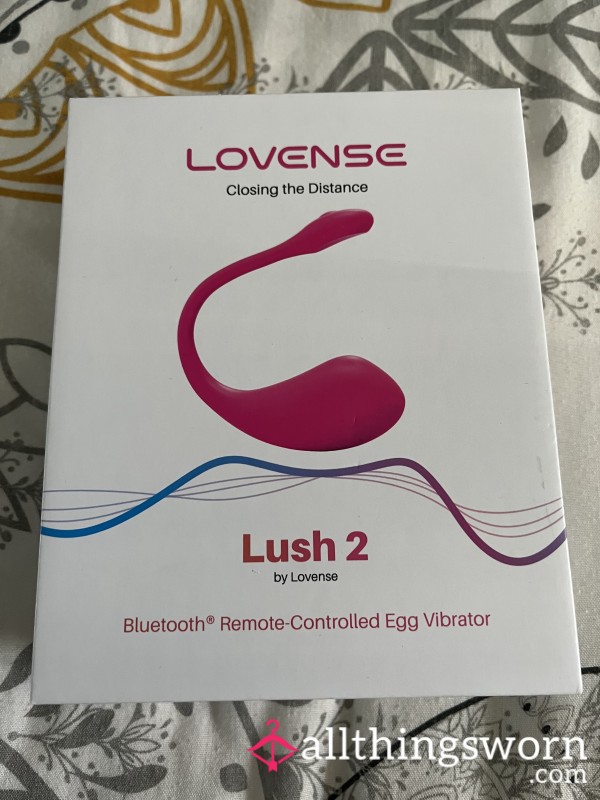 LOVENSE
Closing the Distance
Lush 2
by Lovense
Bluetooth® Remote-Controlled Egg Vibrator
allthingsworn
.com